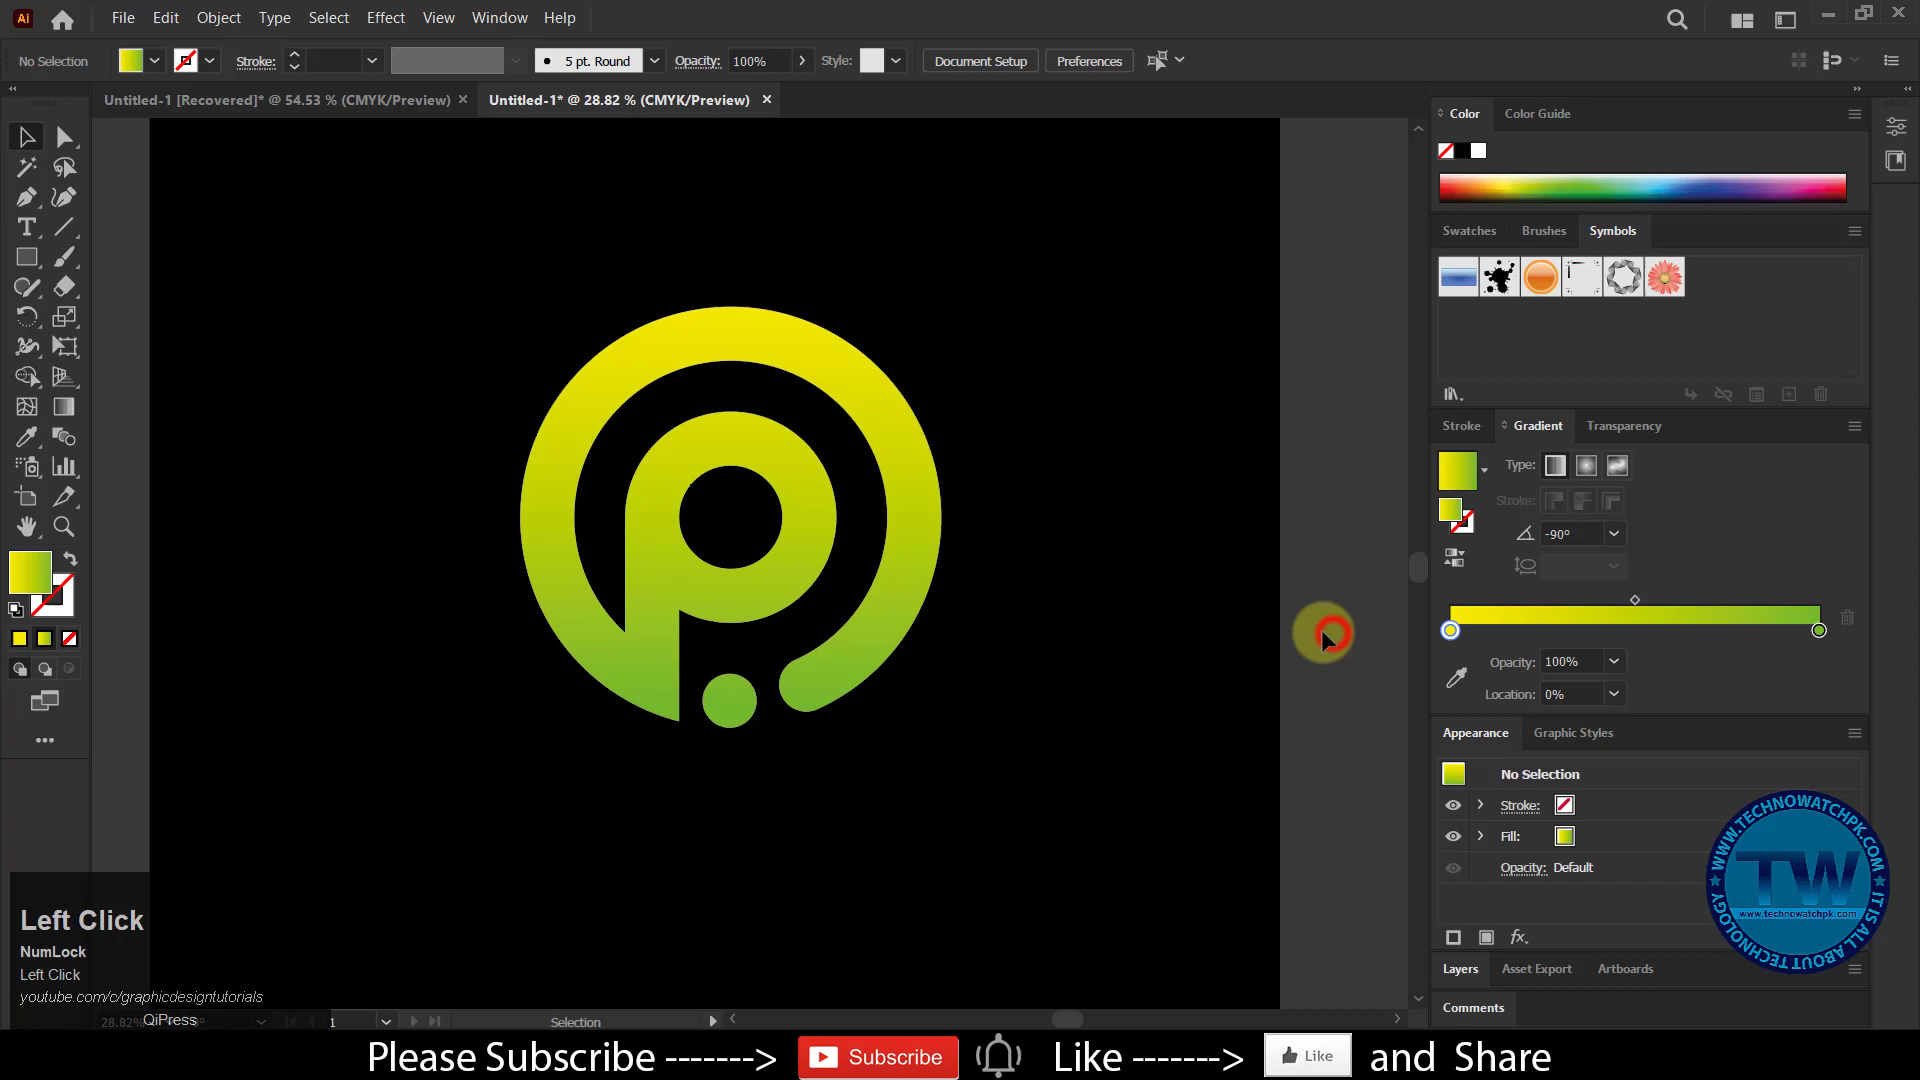 Ai File Edit Object Type Select Effect View Window Help
No Selection Stroke: 5 pt. Round Opacity: 100% Style: Document Setup Preferences
Untitled-1 [Recovered]* @ 54.53 % (CMYK/Preview) Untitled-1* @ 28.82 % (CMYK/Preview)
Color Color Guide
Swatches Brushes Symbols
Stroke Gradient Transparency
Type:
Stroke:
-90°
Opacity: 100%
Location: 0%
Appearance Graphic Styles
No Selection
Stroke:
Fill:
Opacity: Default
fx.
Layers Asset Export Artboards
Comments
WWW.TECHNOWATCHPK.COM
TW
www.technowatchpk.com
IT IS ALL ABOUT TECHNOLOGY
Left Click
NumLock
Left Click
youtube.com/c/graphicdesigntutorials
QiPress
28.82% 1 Selection
Please Subscribe -------> Subscribe Like -------> Like and Share